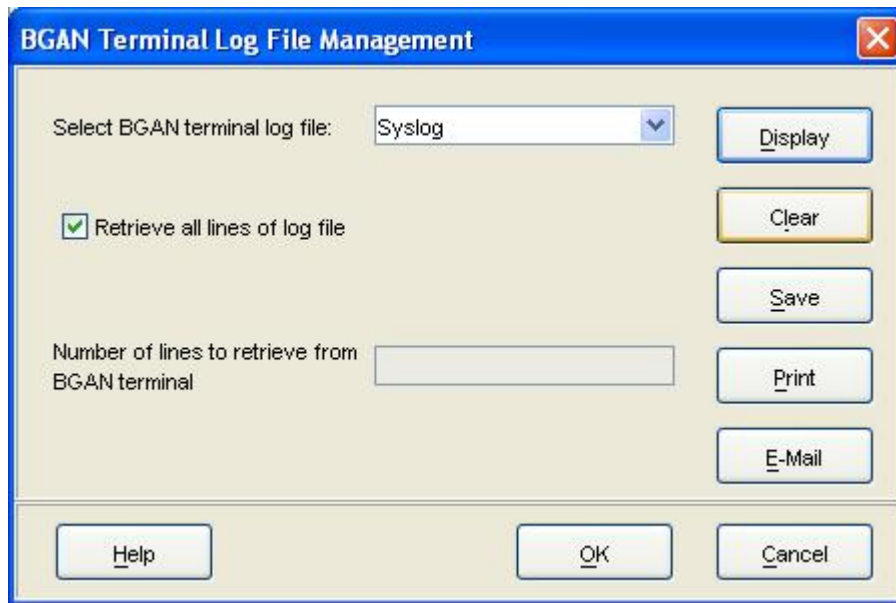 BGAN Terminal Log File Management
Select BGAN terminal log file:
Syslog
Display
Retrieve all lines of log file
Clear
Save
Number of lines to retrieve from
BGAN terminal
Print
E-Mail
Help
OK
Cancel